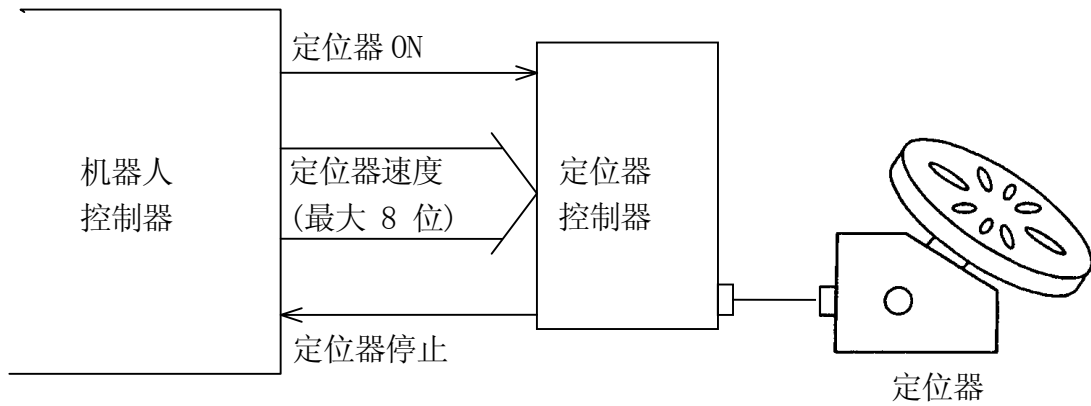 定位器 ON
机器人
控制器
定位器速度
(最大 8 位)
定位器
控制器
定位器停止
定位器